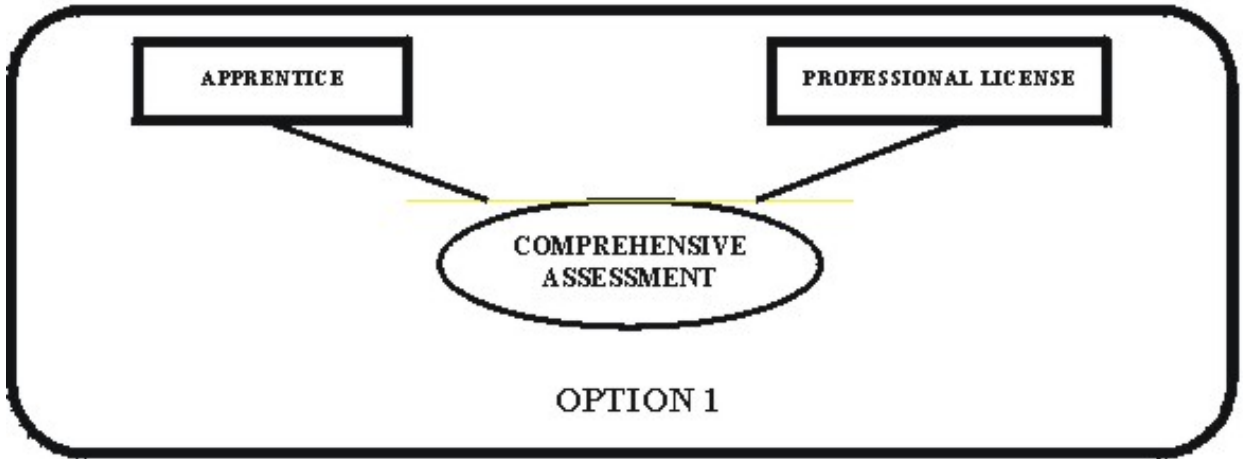 APPRENTICE
PROFESSIONAL LICENSE
COMPREHENSIVE
ASSESSMENT
OPTION 1